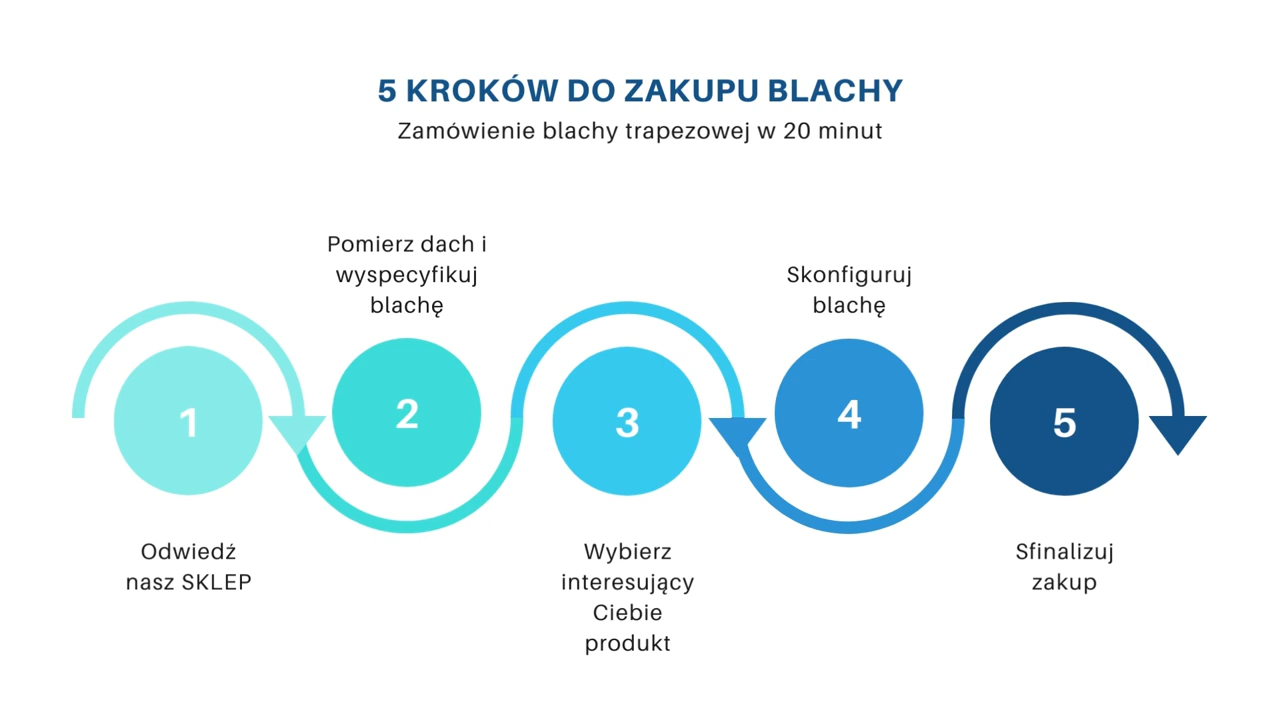 5 KROKÓW DO ZAKUPU BLACHY
Zamówienie blachy trapezowej w 20 minut
1
Odwiedź
nasz SKLEP
Pomierz dach i
wyspecyfikuj
blachę
2
3
Wybierz
interesujący
Ciebie
produkt
Skonfiguruj
blachę
4
5
Sfinalizuj
zakup